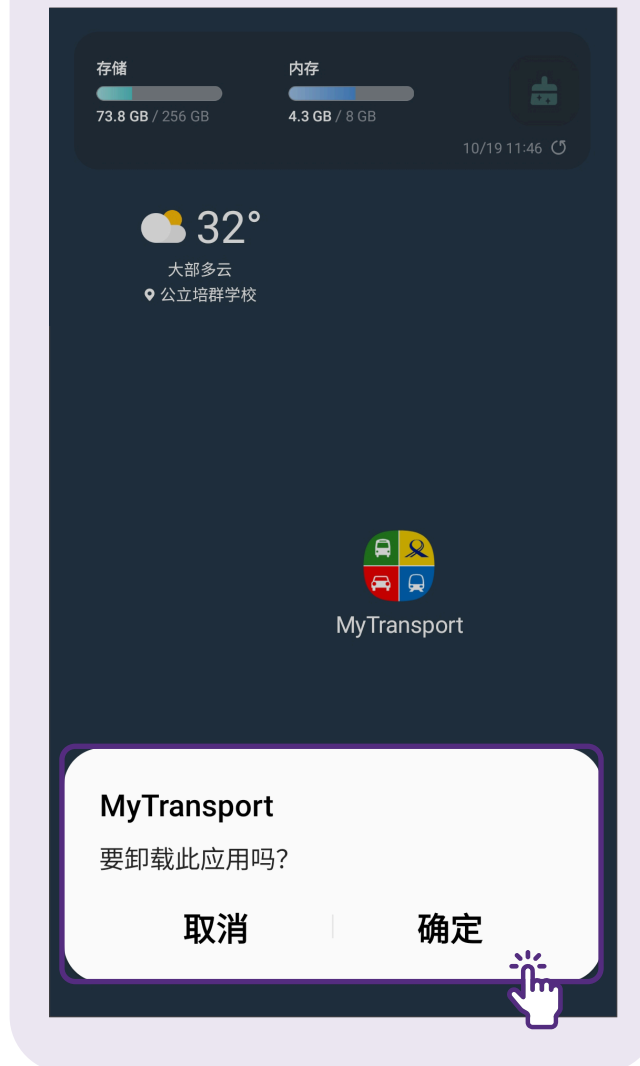 存储
73.8 GB / 256 GB
内存
4.3 GB / 8 GB
10/19 11:46
32°
大部多云
公立培群学校
MyTransport
MyTransport
要卸载此应用吗?
取消
确定